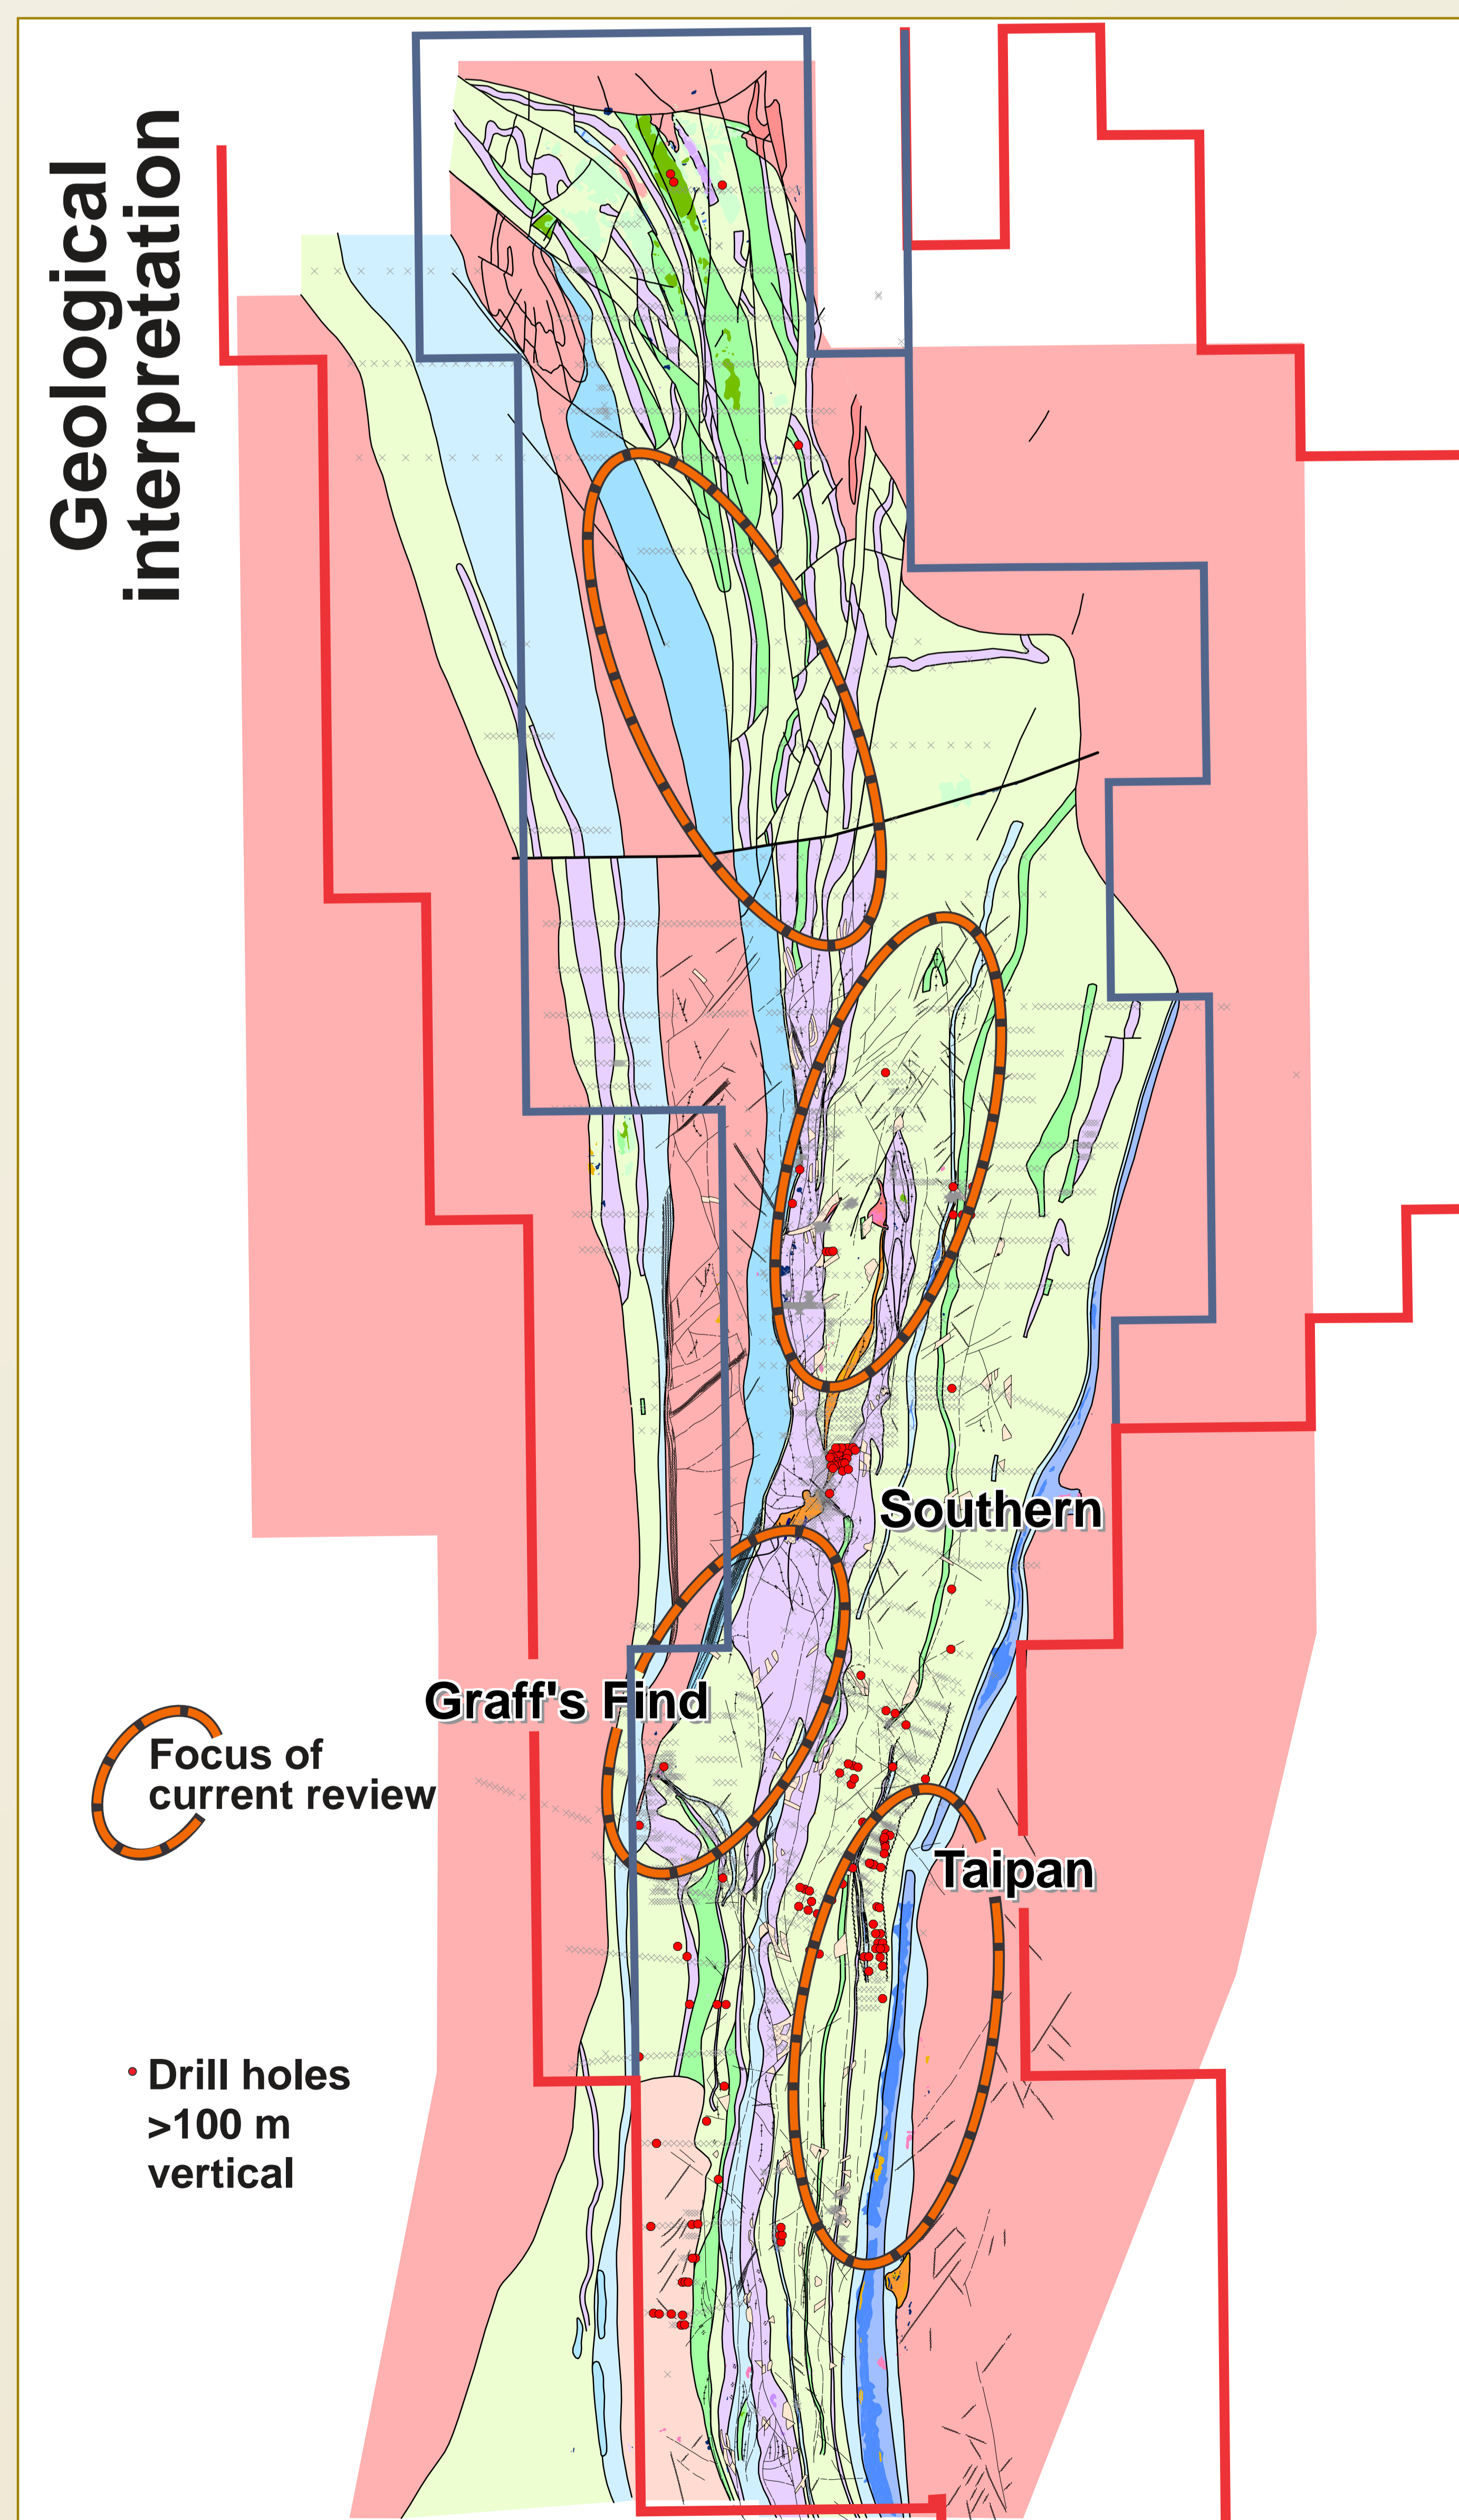 Geological
interpretation
Southern
Graff's Find
Focus of
current review
Taipan
Drill holes
>100 m
vertical